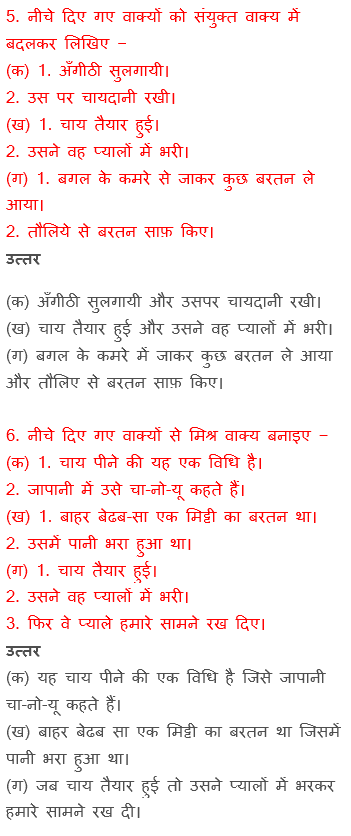 5. नीचे दिए गए वाक्यों को संयुक्त वाक्य में
बदलकर लिखिए −
(क) 1. अँगीठी सुलगायी।
2. उस पर चायदानी रखी।
(ख) 1. चाय तैयार हुई।
2. उसने वह प्यालों में भरी।
(ग) 1. बगल के कमरे से जाकर कुछ बरतन ले
आया।
2. तौलिये से बरतन साफ़ किए।
उत्तर
(क) अँगीठी सुलगायी और उसपर चायदानी रखी।
(ख) चाय तैयार हुई और उसने वह प्यालों में भरी।
(ग) बगल के कमरे में जाकर कुछ बरतन ले आया
और तौलिए से बरतन साफ़ किए।
6. नीचे दिए गए वाक्यों से मिश्र वाक्य बनाइए −
(क) 1. चाय पीने की यह एक विधि है।
2. जापानी में उसे चा-नो-यू कहते हैं।
(ख) 1. बाहर बेढब-सा एक मिट्टी का बरतन था।
2. उसमें पानी भरा हुआ था।
(ग) 1. चाय तैयार हुई।
2. उसने वह प्यालों में भरी।
3. फिर वे प्याले हमारे सामने रख दिए।
उत्तर
(क) यह चाय पीने की एक विधि है जिसे जापानी
चा-नो-यू कहते हैं।
(ख) बाहर बेढब सा एक मिट्टी का बरतन था जिसमें
पानी भरा हुआ था।
(ग) जब चाय तैयार हुई तो उसने प्यालों में भरकर
हमारे सामने रख दी।